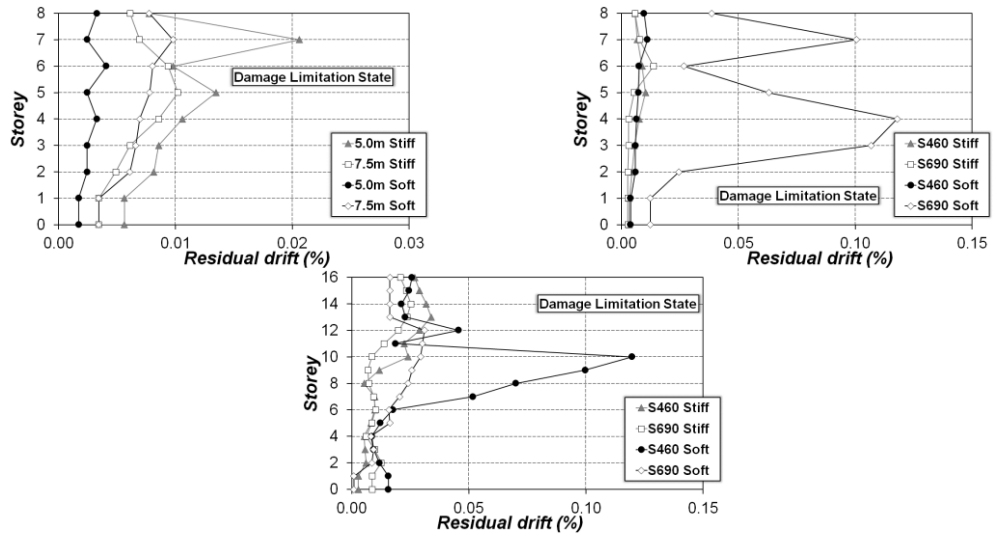 8
7
6
5
4
3
2
1
0
Storey
Damage Limitation State
5.0m Stiff
7.5m Stiff
5.0m Soft
7.5m Soft
0.00 0.01 0.02 0.03
Residual drift (%)
8
7
6
5
4
3
2
1
0
Storey
S460 Stiff
S690 Stiff
S460 Soft
S690 Soft
Damage Limitation State
0.00 0.05 0.10 0.15
Residual drift (%)
16
14
12
10
8
6
4
2
0
Storey
Damage Limitation State
S460 Stiff
S690 Stiff
S460 Soft
S690 Soft
0.00 0.05 0.10 0.15
Residual drift (%)